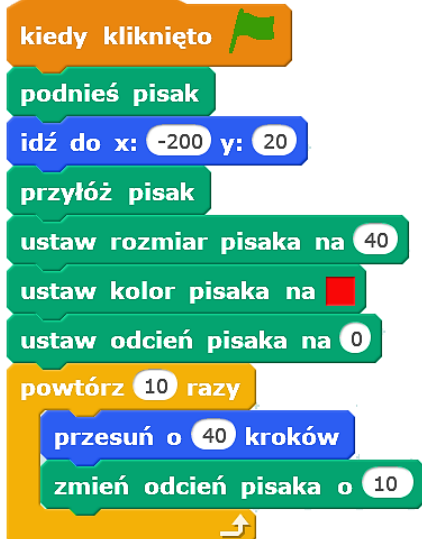 kiedy kliknięto
podnieś pisak
idź do x: -200 y: 20
przyłóż pisak
ustaw rozmiar pisaka na 40
ustaw kolor pisaka na
ustaw odcień pisaka na 0
powtórz 10 razy
przesuń o 40 kroków
zmień odcień pisaka o 10